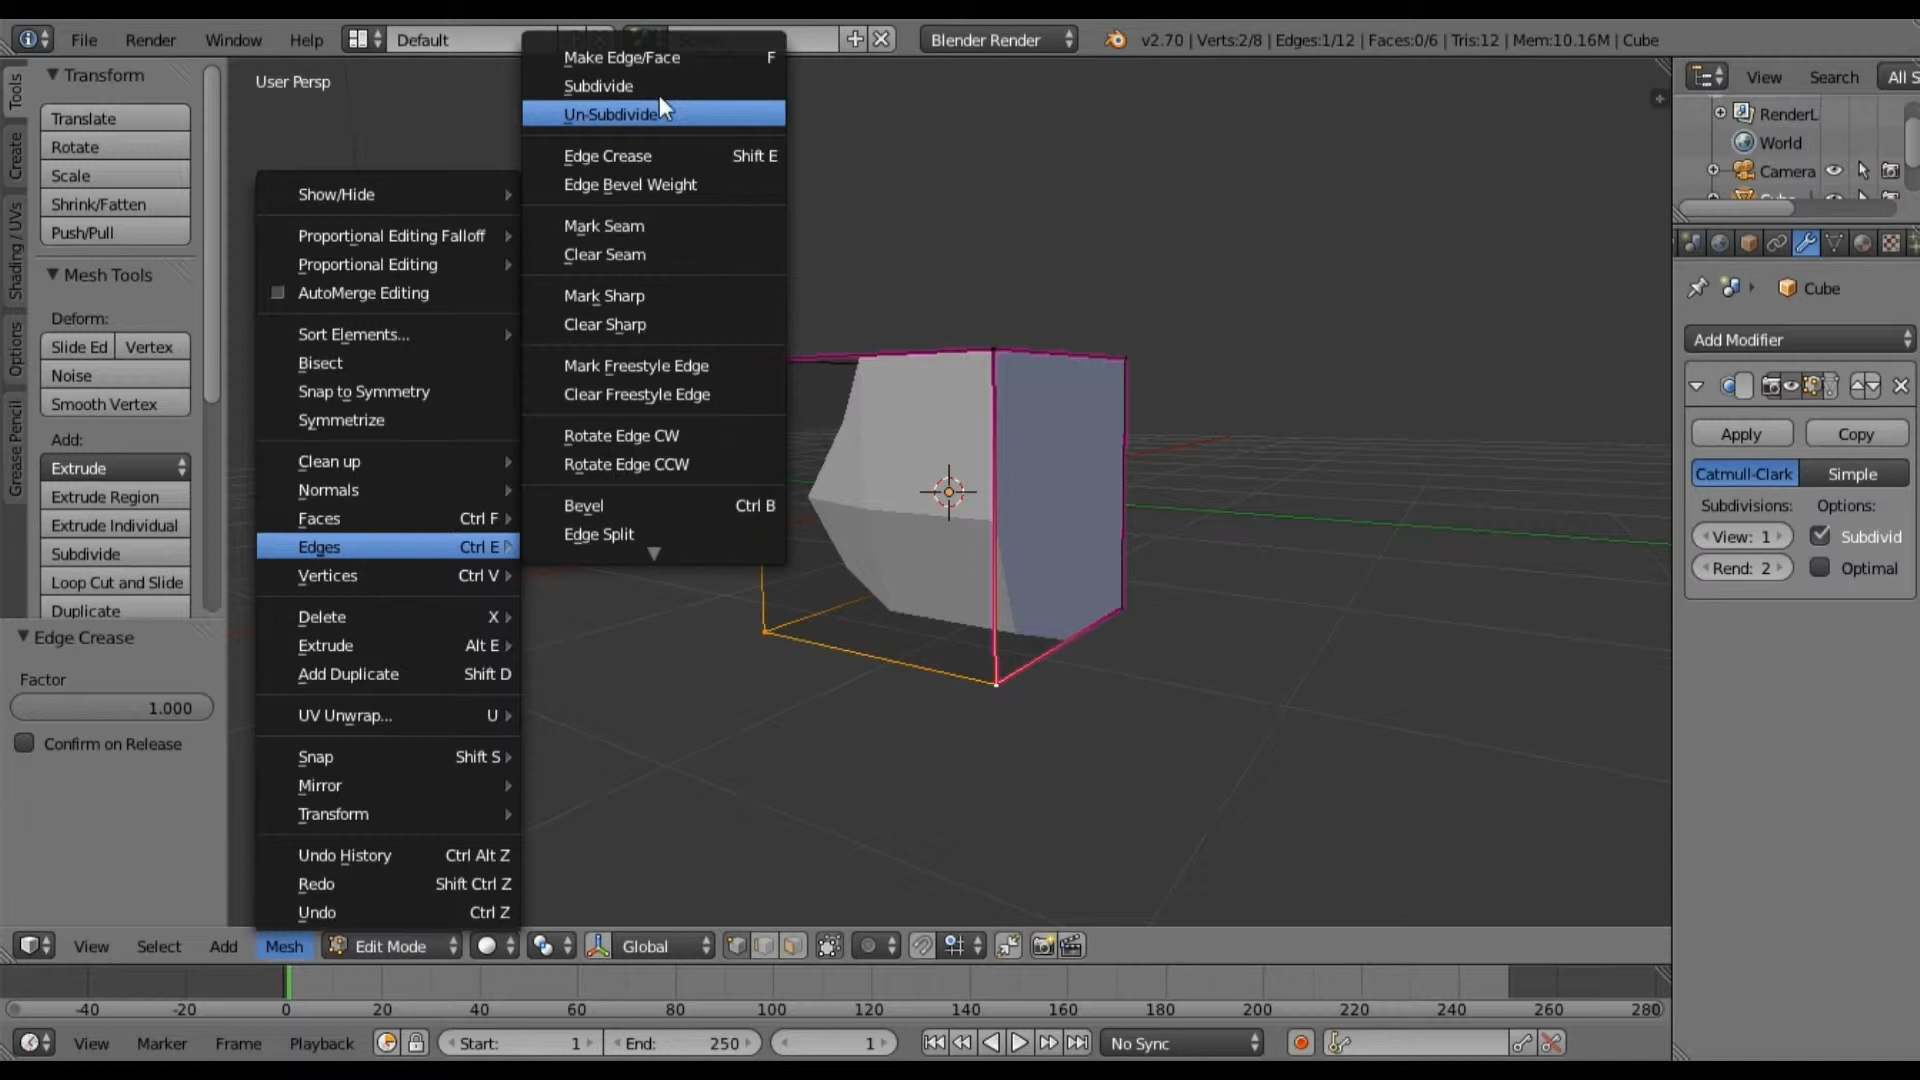 File Render Window Help Default Blender Render v2.70 | Verts:2/8 | Edges:1/12 | Faces:0/6 | Tris:12 | Mem:10.16M | Cube
Tools
Create
Shading / UVs
Options
Grease Pencil
Transform
Translate
Rotate
Scale
Shrink/Fatten
Push/Pull
Mesh Tools
Deform:
Slide Ed Vertex
Noise
Smooth Vertex
Add:
Extrude
Extrude Region
Extrude Individual
Subdivide
Loop Cut and Slide
Duplicate
Edge Crease
Factor
1.000
Confirm on Release
User Persp
Show/Hide
Proportional Editing Falloff
Proportional Editing
AutoMerge Editing
Sort Elements...
Bisect
Snap to Symmetry
Symmetrize
Clean up
Normals
Faces Ctrl F
Edges Ctrl E
Vertices Ctrl V
Delete X
Extrude Alt E
Add Duplicate Shift D
UV Unwrap... U
Snap Shift S
Mirror
Transform
Undo History Ctrl Alt Z
Redo Shift Ctrl Z
Undo Ctrl Z
Make Edge/Face F
Subdivide
Un-Subdivide
Edge Crease Shift E
Edge Bevel Weight
Mark Seam
Clear Seam
Mark Sharp
Clear Sharp
Mark Freestyle Edge
Clear Freestyle Edge
Rotate Edge CW
Rotate Edge CCW
Bevel Ctrl B
Edge Split
View Search All S
RenderL
World
Camera
Cube
Add Modifier
Apply Copy
Catmull-Clark Simple
Subdivisions: Options:
View: 1 Subdivid
Rend: 2 Optimal
View Select Add Mesh Edit Mode Global
-40 -20 0 20 40 60 80 100 120 140 160 180 200 220 240 260 280
View Marker Frame Playback Start: 1 End: 250 1 No Sync